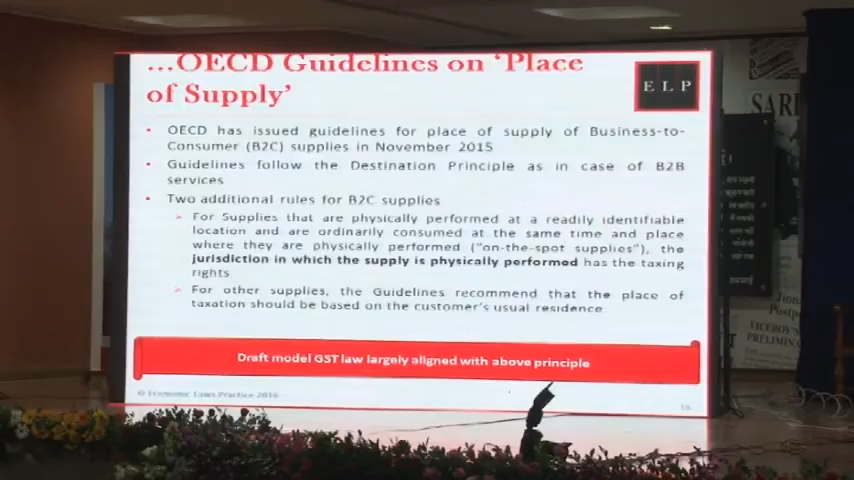 ...OECD Guidelines on 'Place
of Supply'
ELP
• OECD has issued guidelines for place of supply of Business-to-
Consumer (B2C) supplies in November 2015
• Guidelines follow the Destination Principle as in case of B2B
services
• Two additional rules for B2C supplies
➢ For Supplies that are physically performed at a readily identifiable
location and are ordinarily consumed at the same time and place
where they are physically performed ("on-the-spot supplies"), the
jurisdiction in which the supply is physically performed has the taxing
rights
➢ For other supplies, the Guidelines recommend that the place of
taxation should be based on the customer's usual residence
Draft model GST law largely aligned with above principle
© Economic Laws Practice 2016
16
SARD
Postp
VICEROY'S
PRELIMINA